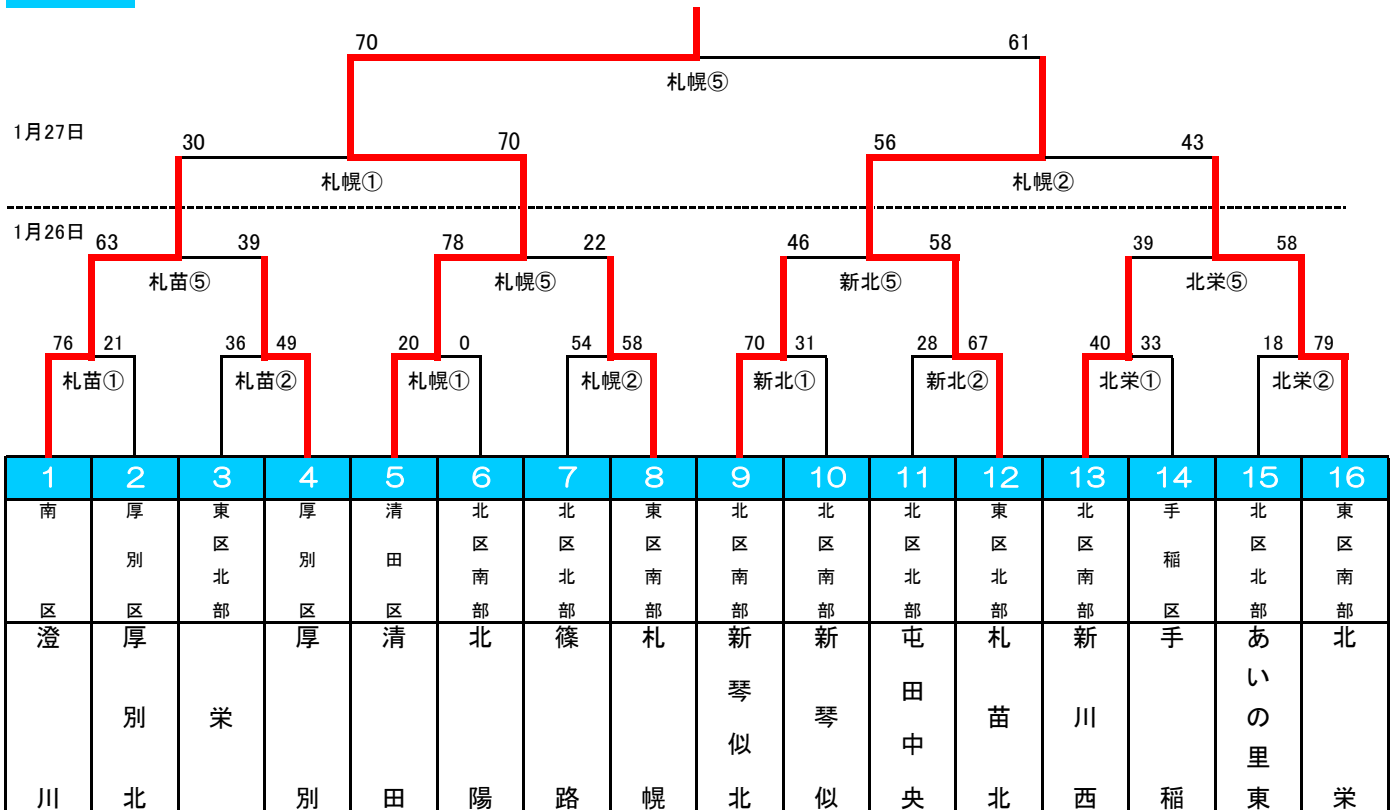 70 61
札幌⑤
1月27日
30 70 56 43
札幌① 札幌②
1月26日
63 39 78 22 46 58 39 58
札苗⑤ 札幌⑤ 新北⑤ 北栄⑤
76 21 36 49 20 0 54 58 70 31 28 67 40 33 18 79
札苗① 札苗② 札幌① 札幌② 新北① 新北② 北栄① 北栄②
1 2 3 4 5 6 7 8 9 10 11 12 13 14 15 16
南区 厚別区 東区北部 厚別区 清田区 北区南部 北区北部 東区南部 北区南部 北区南部 北区北部 東区北部 北区南部 手稲区 北区北部 東区南部
澄川 厚別北 栄 厚別 清田 北陽 篠路 札幌 新琴似北 新琴似 屯田中央 札苗北 新川西 手稲 あいの里東 北栄